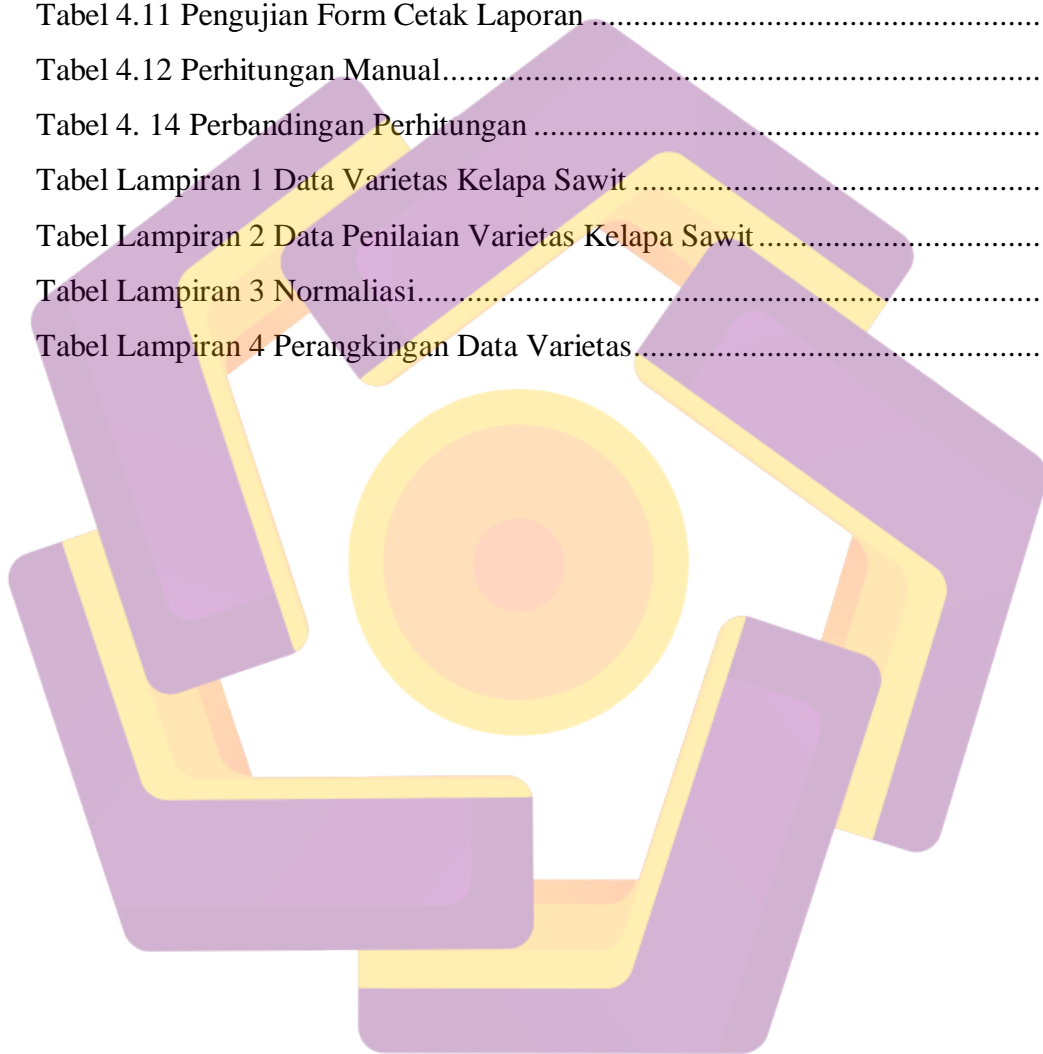 Tabel 4.11 Pengujian Form Cetak Laporan ......................................................
Tabel 4.12 Perhitungan Manual........................................................................
Tabel 4. 14 Perbandingan Perhitungan .............................................................
Tabel Lampiran 1 Data Varietas Kelapa Sawit .................................................
Tabel Lampiran 2 Data Penilaian Varietas Kelapa Sawit ..................................
Tabel Lampiran 3 Normaliasi...........................................................................
Tabel Lampiran 4 Perangkingan Data Varietas.................................................